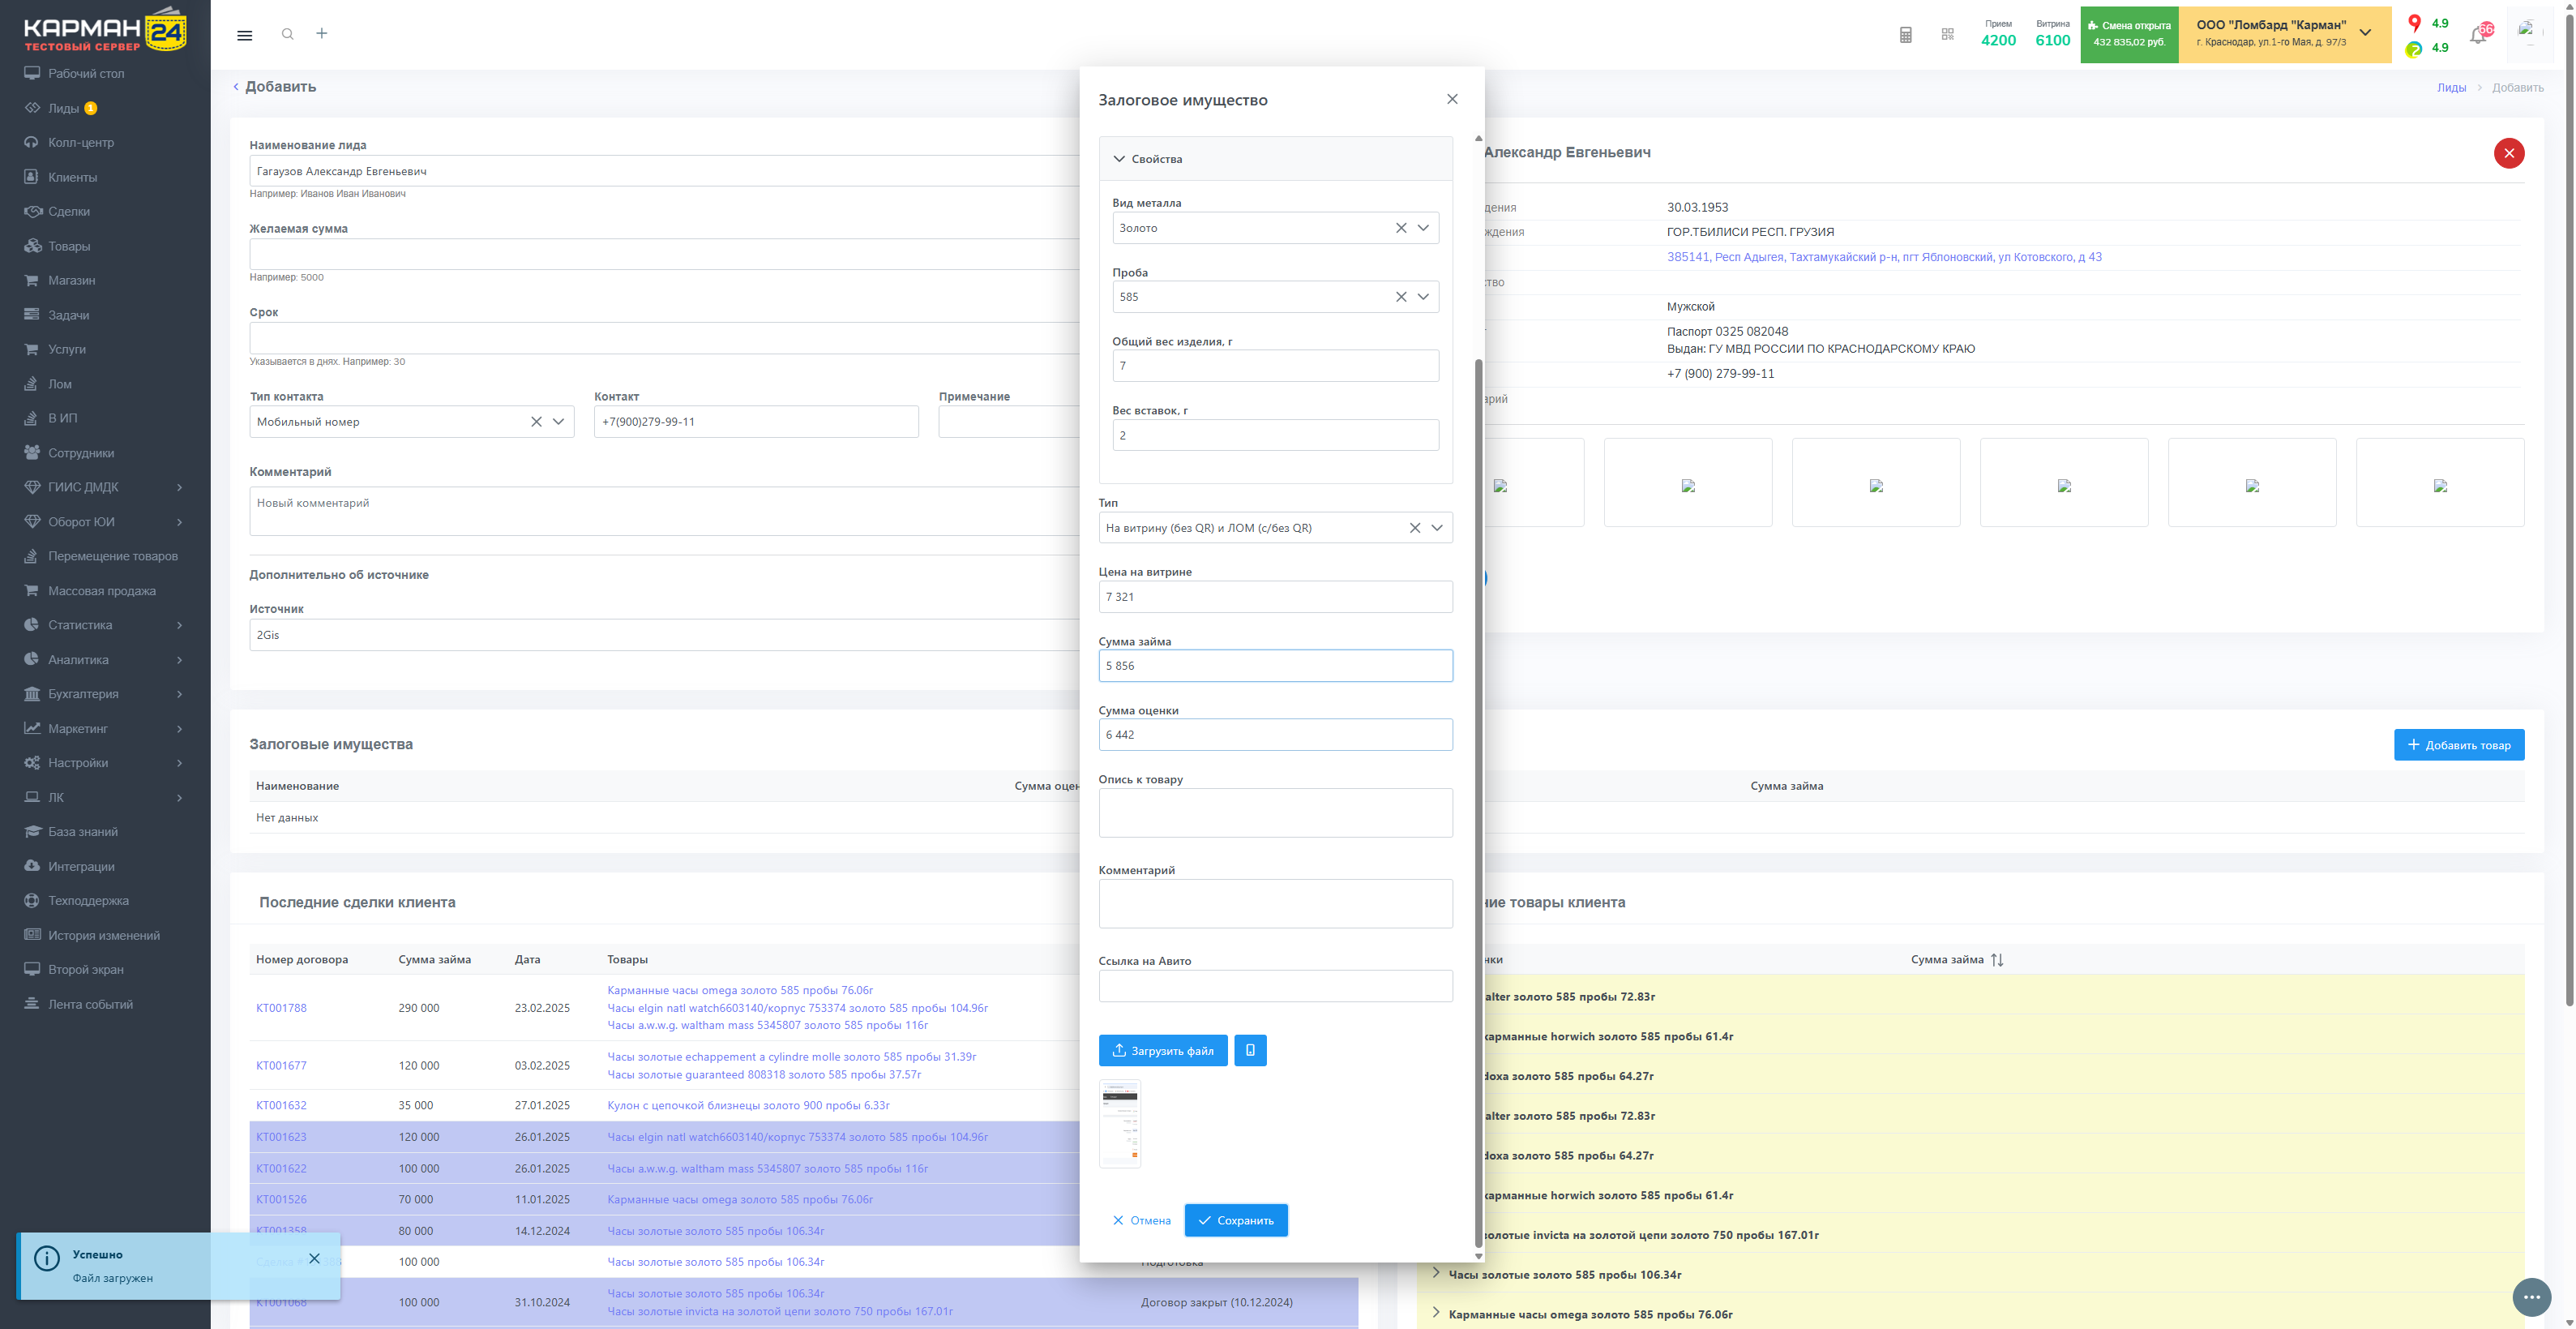 КАРМАН 24
ТЕСТОВЫЙ СЕРВЕР
Рабочий стол
Лиды 1
Колл-центр
Клиенты
Сделки
Товары
Магазин
Задачи
Услуги
Лом
В ИП
Сотрудники
ГИИС ДМДК
Оборот ЮИ
Перемещение товаров
Массовая продажа
Статистика
Аналитика
Бухгалтерия
Маркетинг
Настройки
ЛК
База знаний
Интеграции
Техподдержка
История изменений
Второй экран
Лента событий
Прием
4200
Витрина
6100
Смена открыта
432 835,02 руб.
ООО "Ломбард "Карман"
г. Краснодар, ул.1-го Мая, д. 97/3
4.9
4.9
66
Добавить
Лиды > Добавить
Наименование лида
Гагаузов Александр Евгеньевич
Например: Иванов Иван Иванович
Желаемая сумма
Например: 5000
Срок
Указывается в днях. Например: 30
Тип контакта
Контакт
Примечание
Мобильный номер
+7(900)279-99-11
Комментарий
Новый комментарий
Дополнительно об источнике
Источник
2Gis
Залоговое имущество
Свойства
Вид металла
Золото
Проба
585
Общий вес изделия, г
7
Вес вставок, г
2
Тип
На витрину (без QR) и ЛОМ (с/без QR)
Цена на витрине
7 321
Сумма займа
5 856
Сумма оценки
6 442
Опись к товару
Комментарий
Ссылка на Авито
Загрузить файл
Отмена
Сохранить
Александр Евгеньевич
дения
30.03.1953
ждения
ГОР.ТБИЛИСИ РЕСП. ГРУЗИЯ
385141, Респ Адыгея, Тахтамукайский р-н, пгт Яблоновский, ул Котовского, д 43
ство
Мужской
Паспорт 0325 082048
Выдан: ГУ МВД РОССИИ ПО КРАСНОДАРСКОМУ КРАЮ
+7 (900) 279-99-11
арий
Залоговые имущества
Добавить товар
Наименование
Сумма оцен
Сумма займа
Нет данных
Последние сделки клиента
Номер договора
Сумма займа
Дата
Товары
КТ001788
290 000
23.02.2025
Карманные часы omega золото 585 пробы 76.06г
Часы elgin natl watch6603140/корпус 753374 золото 585 пробы 104.96г
Часы a.w.w.g. waltham mass 5345807 золото 585 пробы 116г
КТ001677
120 000
03.02.2025
Часы золотые echappement a cylindre molle золото 585 пробы 31.39г
Часы золотые guaranteed 808318 золото 585 пробы 37.57г
КТ001632
35 000
27.01.2025
Кулон с цепочкой близнецы золото 900 пробы 6.33г
КТ001623
120 000
26.01.2025
Часы elgin natl watch6603140/корпус 753374 золото 585 пробы 104.96г
КТ001622
100 000
26.01.2025
Часы a.w.w.g. waltham mass 5345807 золото 585 пробы 116г
КТ001526
70 000
11.01.2025
Карманные часы omega золото 585 пробы 76.06г
КТ001358
80 000
14.12.2024
Часы золотые золото 585 пробы 106.34г
100 000
Часы золотые золото 585 пробы 106.34г
Подготовка
КТ001068
100 000
31.10.2024
Часы золотые золото 585 пробы 106.34г
Часы золотые invicta на золотой цепи золото 750 пробы 167.01г
Договор закрыт (10.12.2024)
ние товары клиента
нки
Сумма займа
alter золото 585 пробы 72.83г
карманные horwich золото 585 пробы 61.4г
doxa золото 585 пробы 64.27г
alter золото 585 пробы 72.83г
doxa золото 585 пробы 64.27г
карманные horwich золото 585 пробы 61.4г
золотые invicta на золотой цепи золото 750 пробы 167.01г
Часы золотые золото 585 пробы 106.34г
Карманные часы omega золото 585 пробы 76.06г
Успешно
Файл загружен